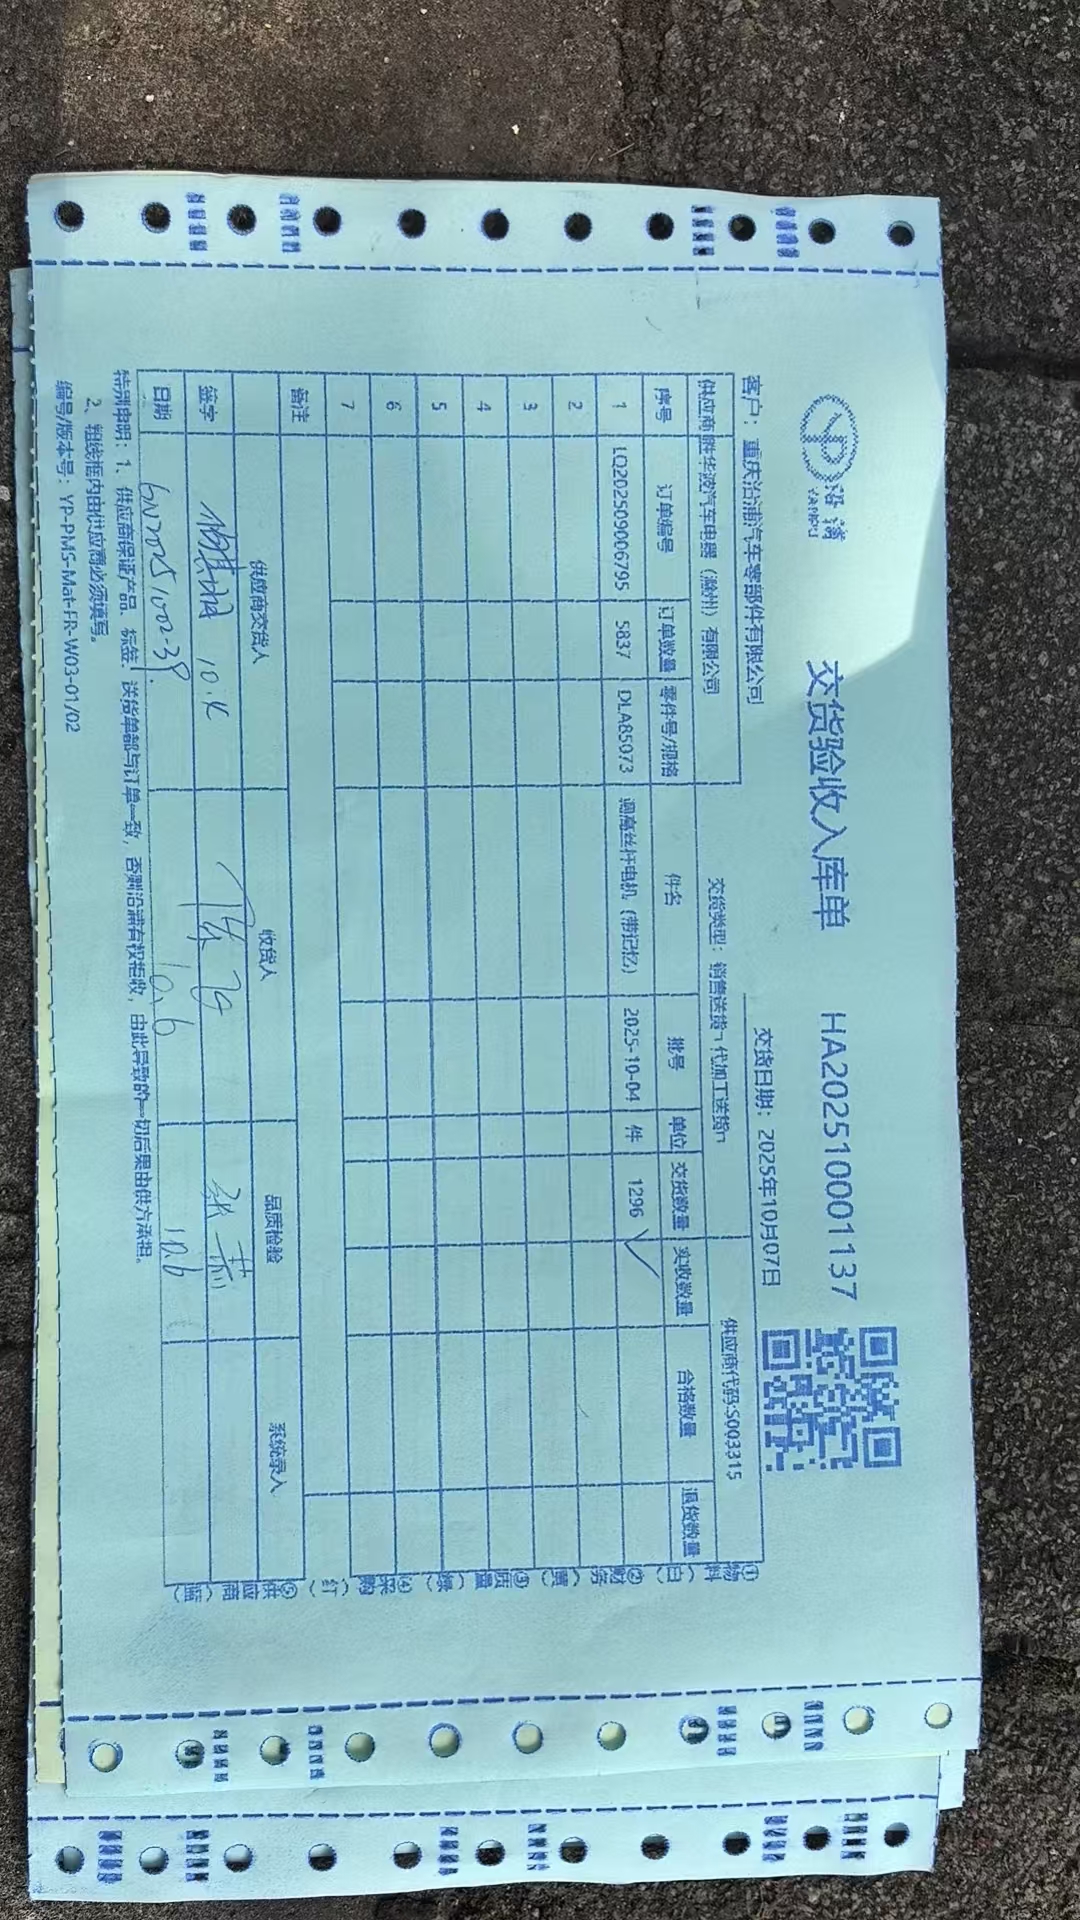 沿浦
YANPU
交货验收入库单
HA202510001137
客户：重庆沿浦汽车零部件有限公司
交货日期：2025年10月07日
供应商 胜华波汽车电器（滁州）有限公司
交货类型：销售送货□ 代加工送货□
供应商代码:S003315
序号 订单编号 订单数量 零件号/规格 件名 批号 单位 交货数量 实收数量 合格数量 退货数量
1 LQ202509006795 5837 DLA85073 调高丝杆电机（带记忆） 2025-10-04 件 1296 ✓
2
3
4
5
6
7
备注
供应商交货人 收货人 品质检验 系统录入
签字
日期 10.6 10.6
特别申明：1、供应商保证产品、标签、送货单都与订单一致，否则沿浦有权拒收，由此导致的一切后果由供方承担。
2、粗线框内由供应商必须填写。
编号/版本号：YP-PMS-Mat-FR-W03-01/02
①物料（白）②财务（黄）③质量（绿）④采购（红）⑤供应商（蓝）